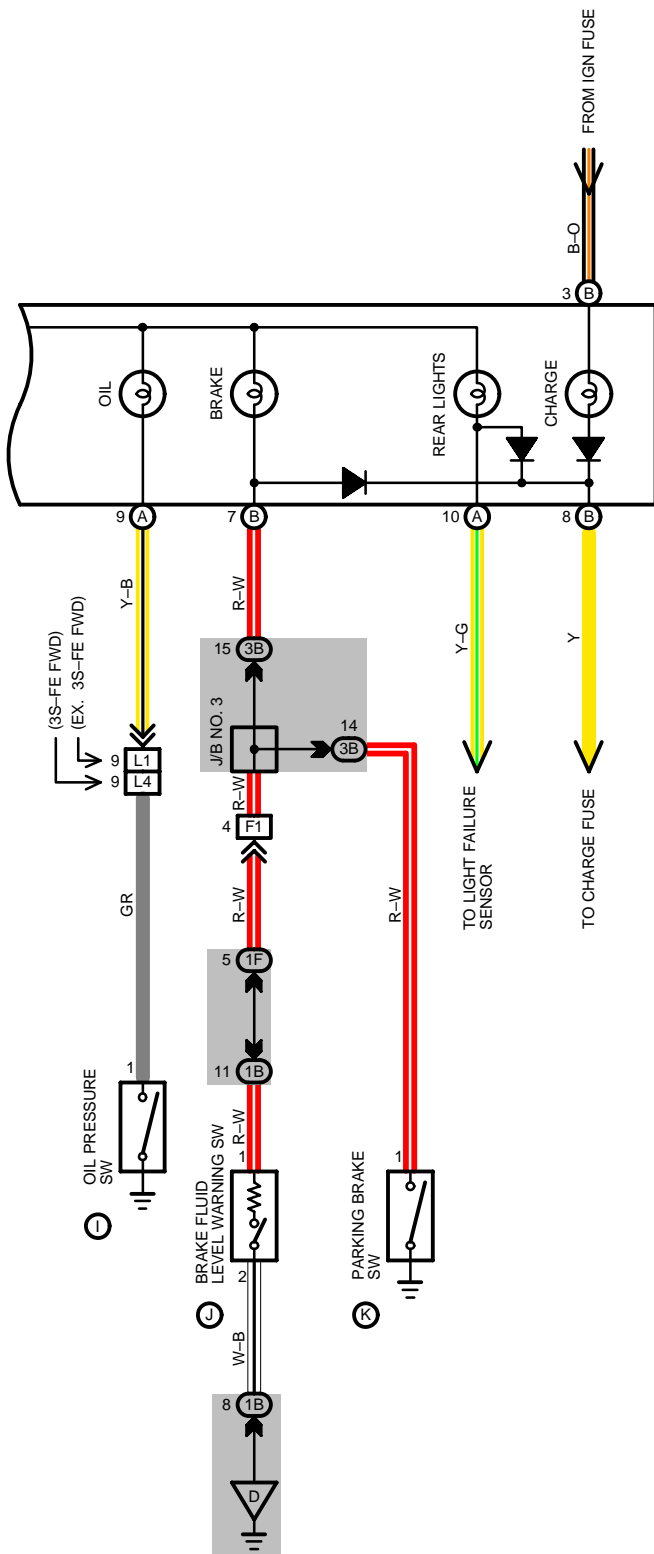 FROM IGN FUSE
B–O
3 B
OIL
BRAKE
REAR LIGHTS
CHARGE
9 A
7 B
10 A
8 B
Y–B
R–W
Y–G
Y
(3S–FE FWD)
(EX. 3S–FE FWD)
15 3B
J/B NO. 3
14
3B
9 L1
9 L4
R–W
4 F1
GR
R–W
R–W
TO LIGHT FAILURE
SENSOR
TO CHARGE FUSE
5 1F
11 1B
1
R–W
1
1
OIL PRESSURE
SW
I
BRAKE FLUID
LEVEL WARNING SW
2
J
PARKING BRAKE
SW
K
W–B
8 1B
D